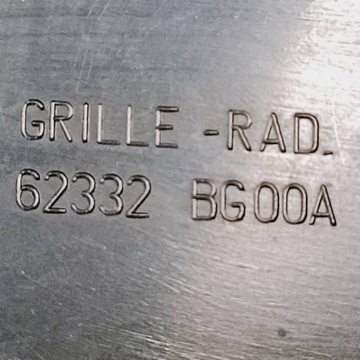 GRILLE -RAD.
62332 BG00A